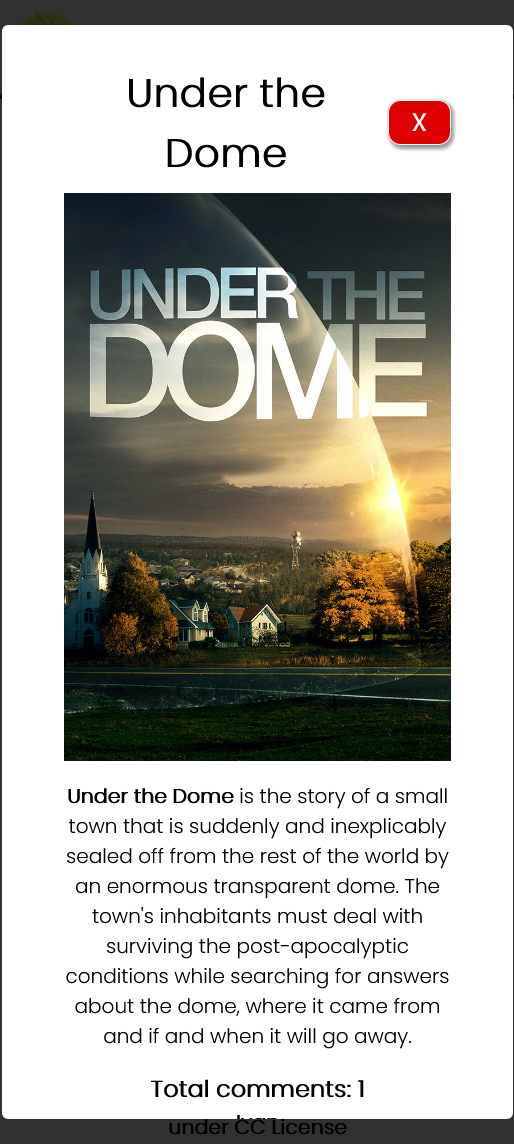 Under the
Dome
X
UNDER THE
DOME
Under the Dome is the story of a small
town that is suddenly and inexplicably
sealed off from the rest of the world by
an enormous transparent dome. The
town's inhabitants must deal with
surviving the post-apocalyptic
conditions while searching for answers
about the dome, where it came from
and if and when it will go away.
Total comments: 1
under CC License